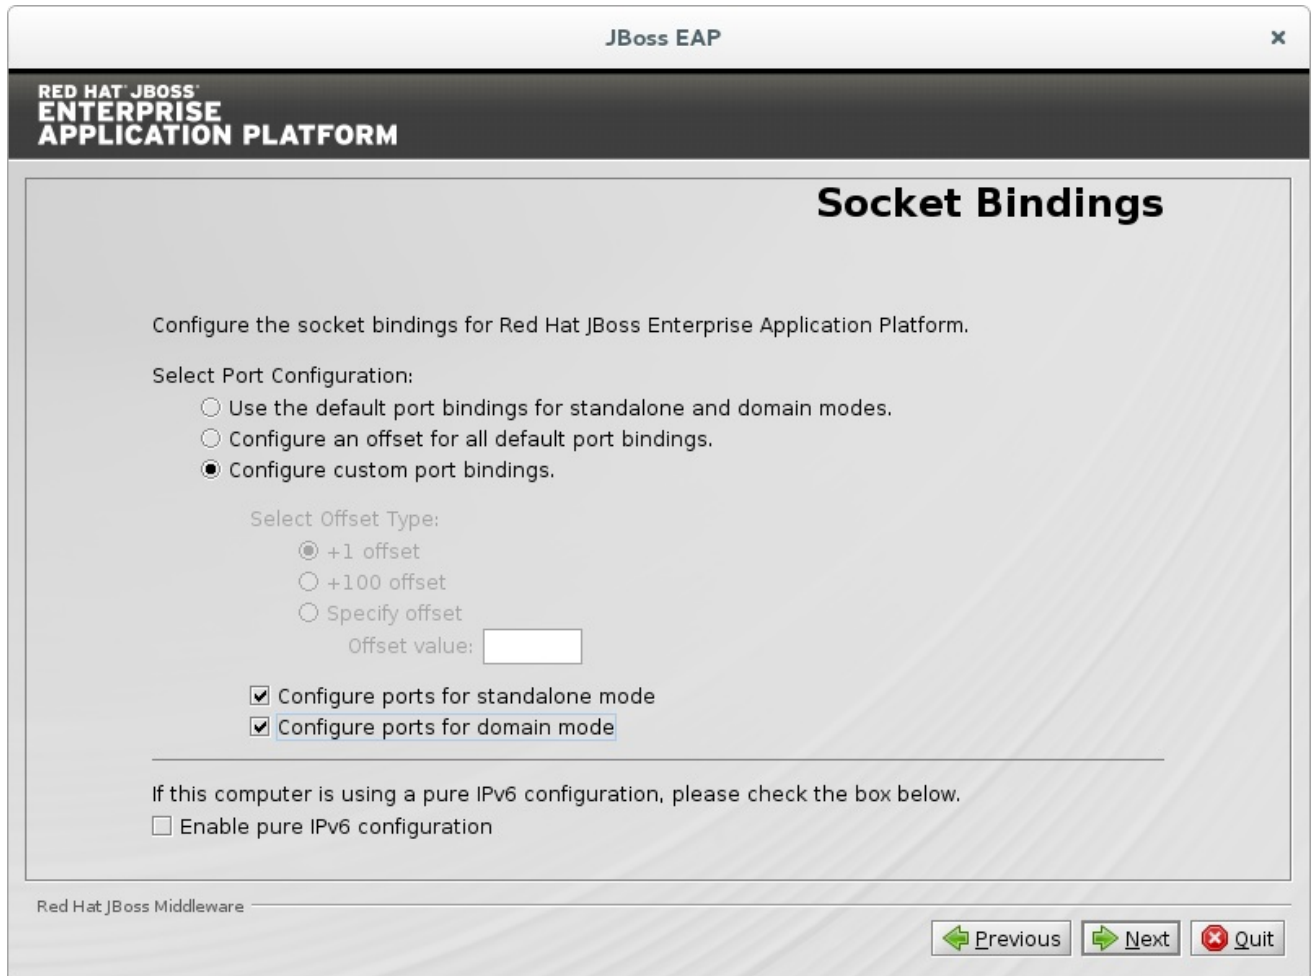 JBoss EAP
RED HAT JBOSS
ENTERPRISE
APPLICATION PLATFORM
Socket Bindings
Configure the socket bindings for Red Hat JBoss Enterprise Application Platform.
Select Port Configuration:
Use the default port bindings for standalone and domain modes.
Configure an offset for all default port bindings.
Configure custom port bindings.
Select Offset Type:
+1 offset
+100 offset
Specify offset
Offset value:
Configure ports for standalone mode
Configure ports for domain mode
If this computer is using a pure IPv6 configuration, please check the box below.
Enable pure IPv6 configuration
Red Hat JBoss Middleware
Previous Next Quit